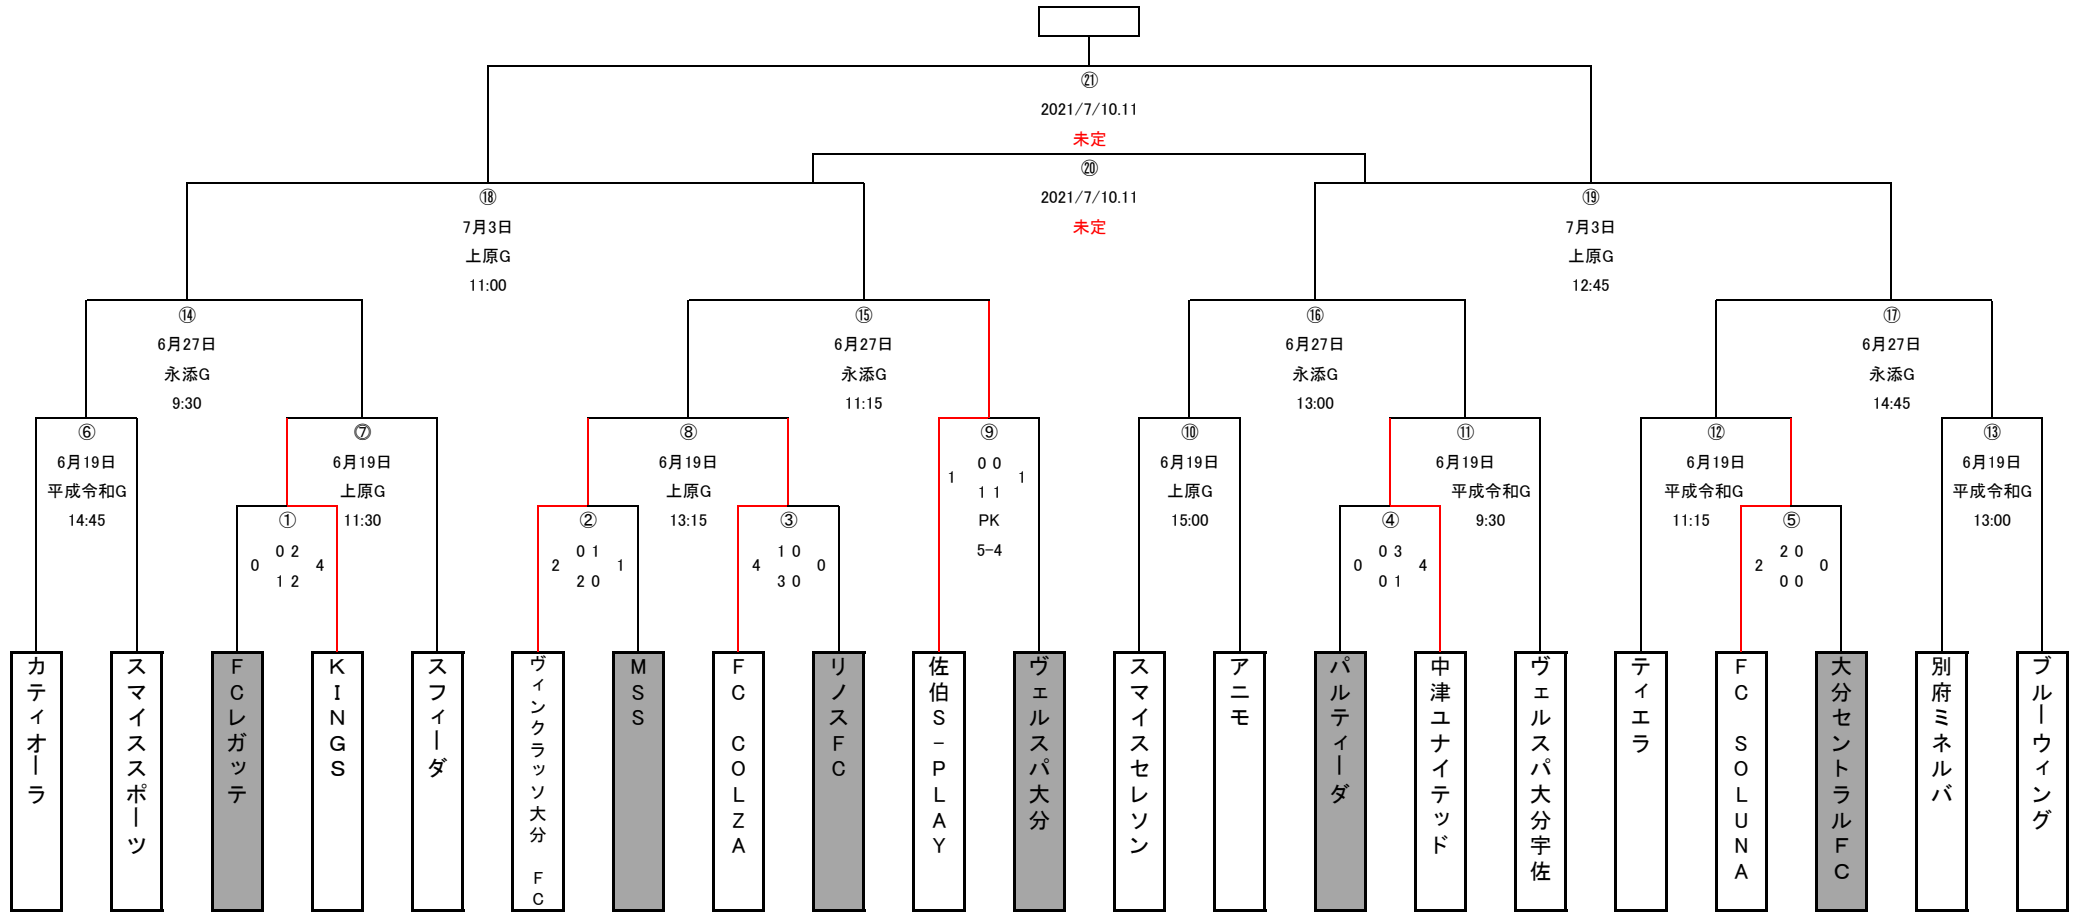 ㉑
2021/7/10.11
未定
⑳
2021/7/10.11
未定
⑱
7月3日
上原G
11:00
⑲
7月3日
上原G
12:45
⑭
6月27日
永添G
9:30
⑮
6月27日
永添G
11:15
⑯
6月27日
永添G
13:00
⑰
6月27日
永添G
14:45
⑥
6月19日
平成令和G
14:45
⑦
6月19日
上原G
11:30
⑧
6月19日
上原G
13:15
⑨
0 0
1 1
1 1
PK
5-4
⑩
6月19日
上原G
15:00
⑪
6月19日
平成令和G
9:30
⑫
6月19日
平成令和G
11:15
⑬
6月19日
平成令和G
13:00
①
0 2
0 4
1 2
②
0 1
2 1
2 0
③
1 0
4 0
3 0
④
0 3
0 4
0 1
⑤
2 0
2 0
0 0
カティオーラ
スマイススポーツ
FCレガッテ
KINGS
スフィーダ
ヴィンクラッソ大分 FC
MSS
FC COLZA
リノスFC
佐伯S-PLAY
ヴェルスパ大分
スマイスセレソン
アニモ
パルティーダ
中津ユナイテッド
ヴェルスパ大分宇佐
ティエラ
FC SOLUNA
大分セントラルFC
別府ミネルバ
ブルーウィング